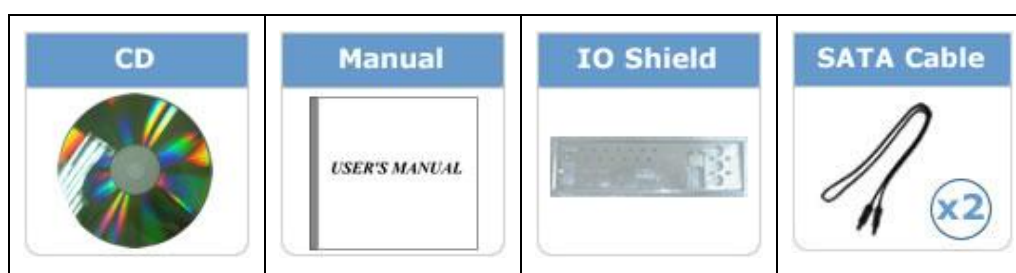 CD
Manual
IO Shield
SATA Cable
USER'S MANUAL
x2